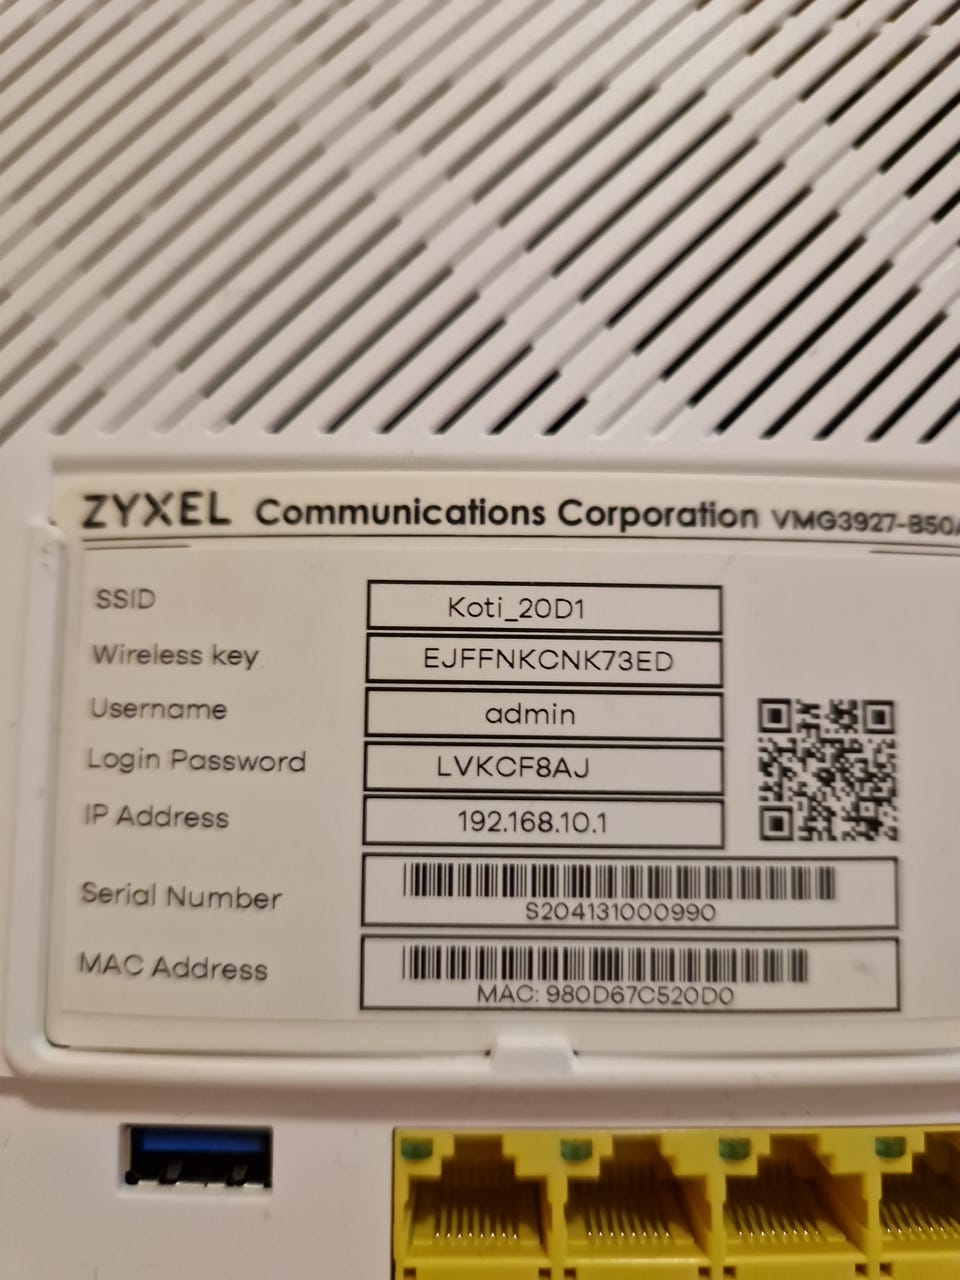 ZYXEL Communications Corporation VMG3927-B50A
SSID Koti_20D1
Wireless key EJFFNKCNK73ED
Username admin
Login Password LVKCF8AJ
IP Address 192.168.10.1
Serial Number S204131000990
MAC Address MAC: 980D67C520D0